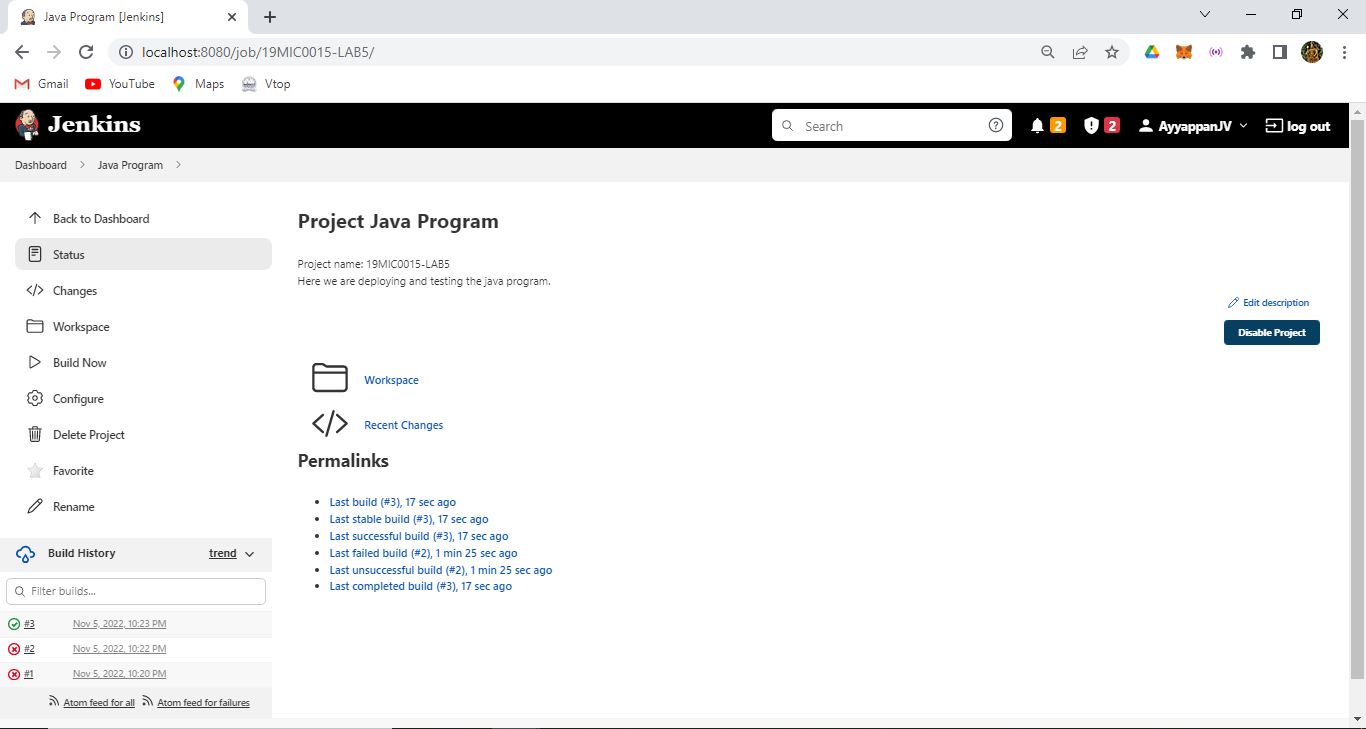 Java Program [Jenkins]
localhost:8080/job/19MIC0015-LAB5/
Gmail YouTube Maps Vtop
Jenkins Search 2 2 AyyappanJV log out
Dashboard Java Program
Back to Dashboard
Status
Changes
Workspace
Build Now
Configure
Delete Project
Favorite
Rename
Build History trend
Filter builds...
#3 Nov 5, 2022, 10:23 PM
#2 Nov 5, 2022, 10:22 PM
#1 Nov 5, 2022, 10:20 PM
Atom feed for all Atom feed for failures
Project Java Program
Project name: 19MIC0015-LAB5
Here we are deploying and testing the java program.
Edit description
Disable Project
Workspace
Recent Changes
Permalinks
Last build (#3), 17 sec ago
Last stable build (#3), 17 sec ago
Last successful build (#3), 17 sec ago
Last failed build (#2), 1 min 25 sec ago
Last unsuccessful build (#2), 1 min 25 sec ago
Last completed build (#3), 17 sec ago